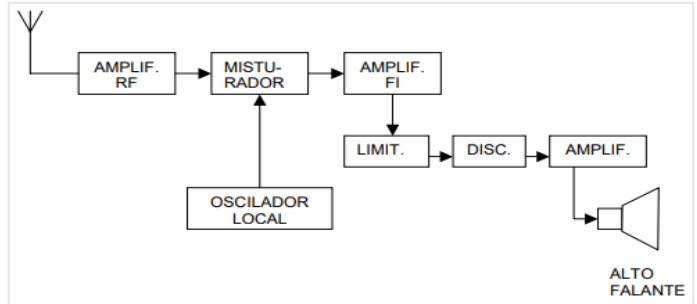 AMPLIF.
RF
MISTU-
RADOR
AMPLIF.
FI
LIMIT.
DISC.
AMPLIF.
OSCILADOR
LOCAL
ALTO
FALANTE